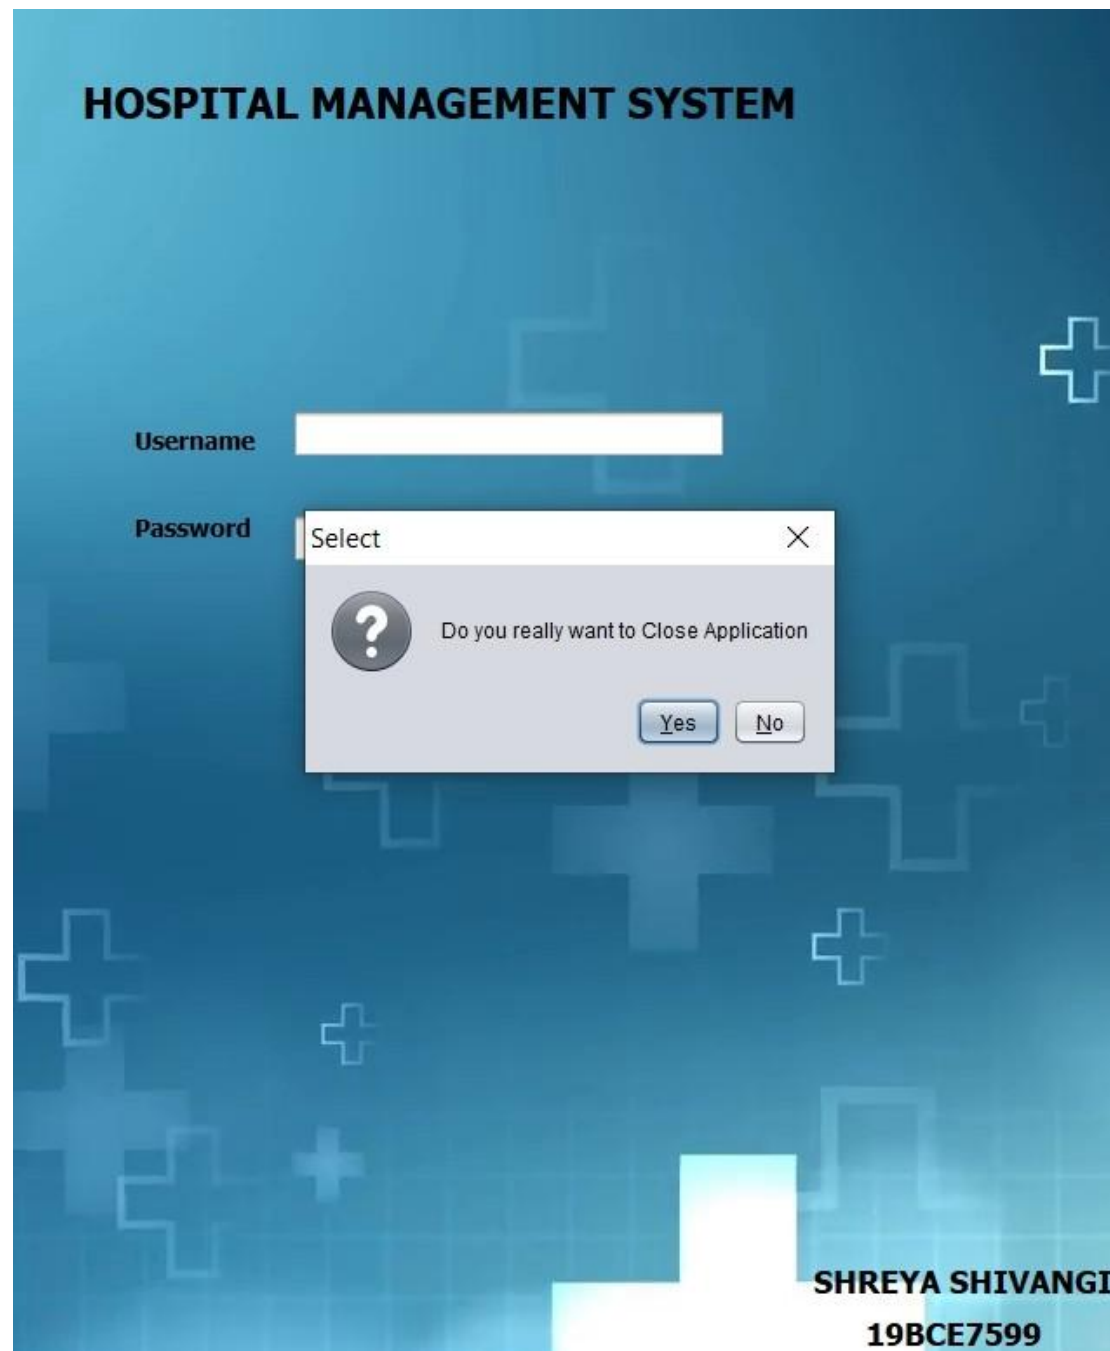 HOSPITAL MANAGEMENT SYSTEM
Username
Password
Select
Do you really want to Close Application
Yes
No
SHREYA SHIVANGI
19BCE7599